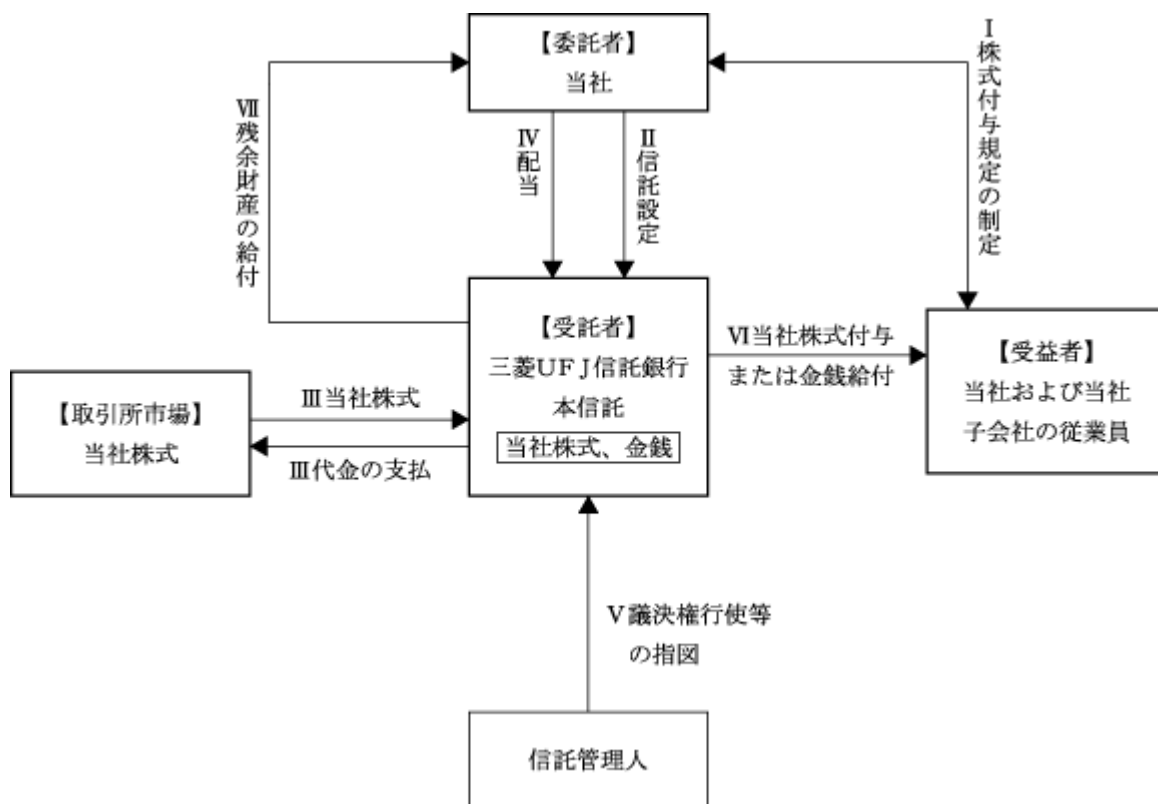 【委託者】
当社
Ⅰ株式付与規定の制定
Ⅶ残余財産の給付
Ⅳ配当
Ⅱ信託設定
【受託者】
三菱UFJ信託銀行
本信託
当社株式、金銭
Ⅵ当社株式付与
または金銭給付
【受益者】
当社および当社
子会社の従業員
【取引所市場】
当社株式
Ⅲ当社株式
Ⅲ代金の支払
Ⅴ議決権行使等
の指図
信託管理人